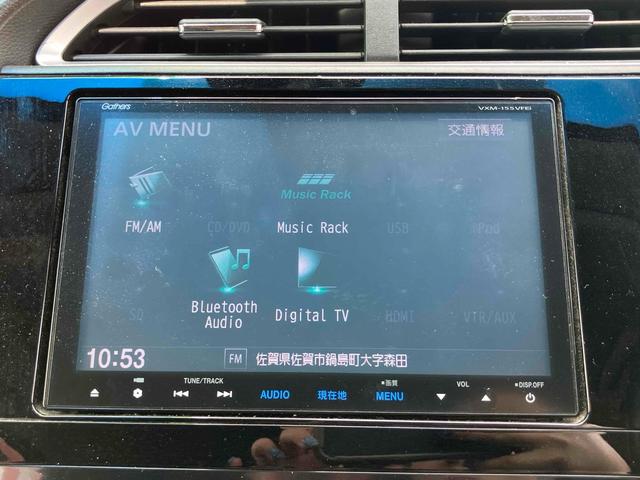 Gathers VXM-155VFEi
AV MENU 交通情報
Music Rack
FM/AM CD/DVD Music Rack USB iPod
Bluetooth Audio
SD Digital TV HDMI VTR/AUX
10:53 FM 佐賀県佐賀市鍋島町大字森田
TUNE/TRACK ■画質 VOL ■DISP.OFF
AUDIO 現在地 MENU